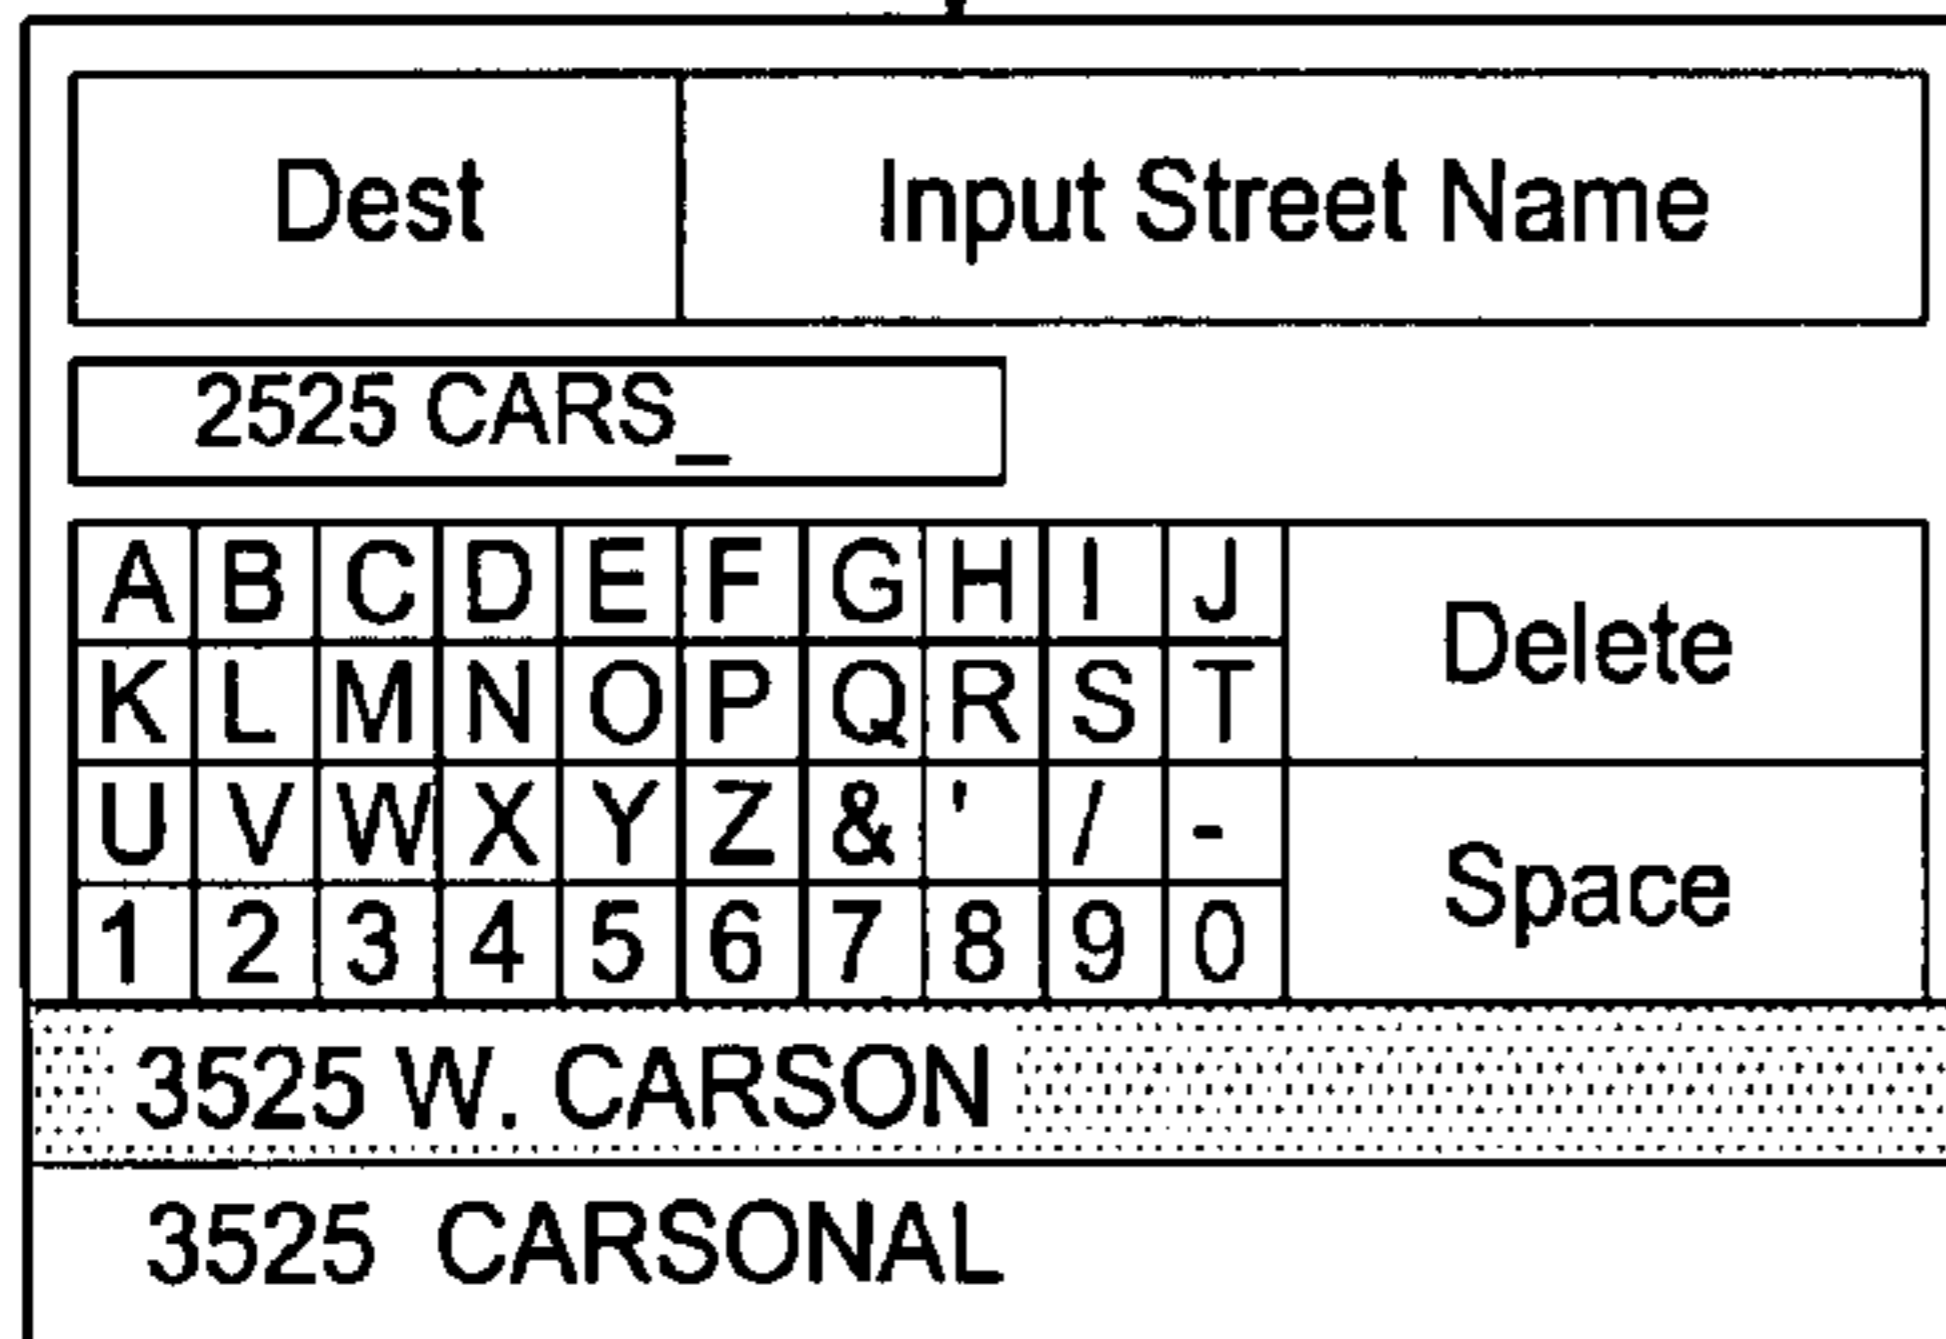 Dest Input Street Name
2525 CARS_
A B C D E F G H I J Delete
K L M N O P Q R S T
U V W X Y Z & ' / - Space
1 2 3 4 5 6 7 8 9 0
3525 W. CARSON
3525 CARSONAL